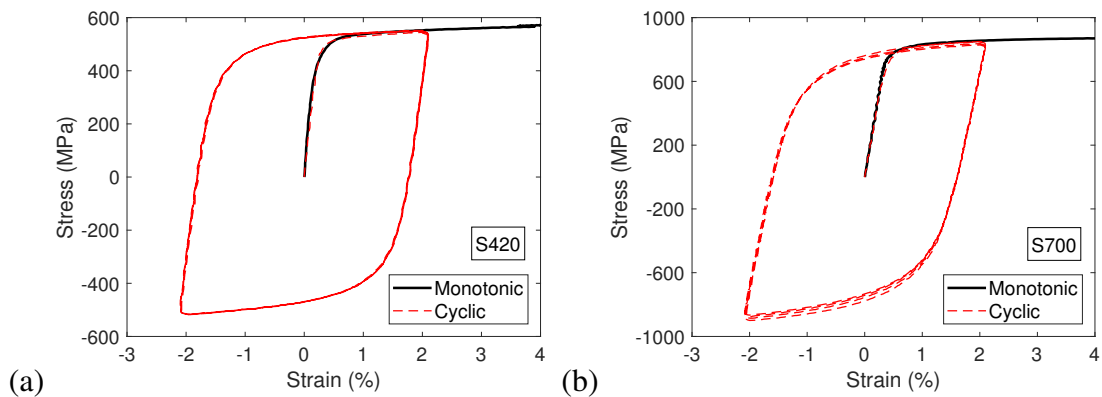 600
400
200
0
-200
-400
-600
-3 -2 -1 0 1 2 3 4
Stress (MPa)
Strain (%)
S420
Monotonic
Cyclic
(a)
1000
600
200
-200
-600
-1000
-3 -2 -1 0 1 2 3 4
Stress (MPa)
Strain (%)
S700
Monotonic
Cyclic
(b)